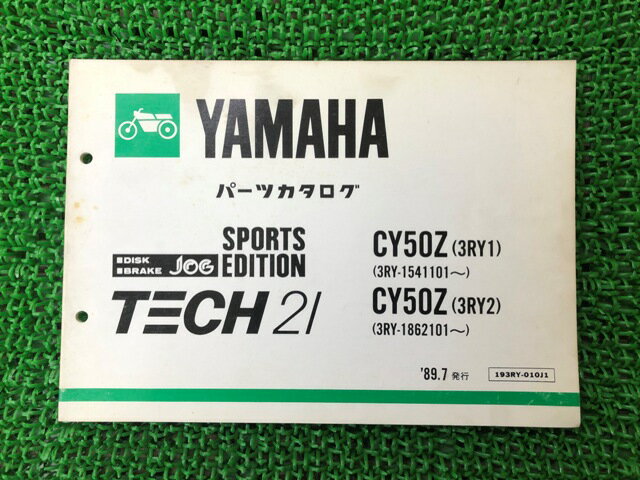 YAMAHA
パーツカタログ
■DISK
■BRAKE
JOG
SPORTS
EDITION
CY50Z (3RY1)
(3RY-1541101～)
TECH 21
CY50Z (3RY2)
(3RY-1862101～)
'89.7 発行
193RY-010J1